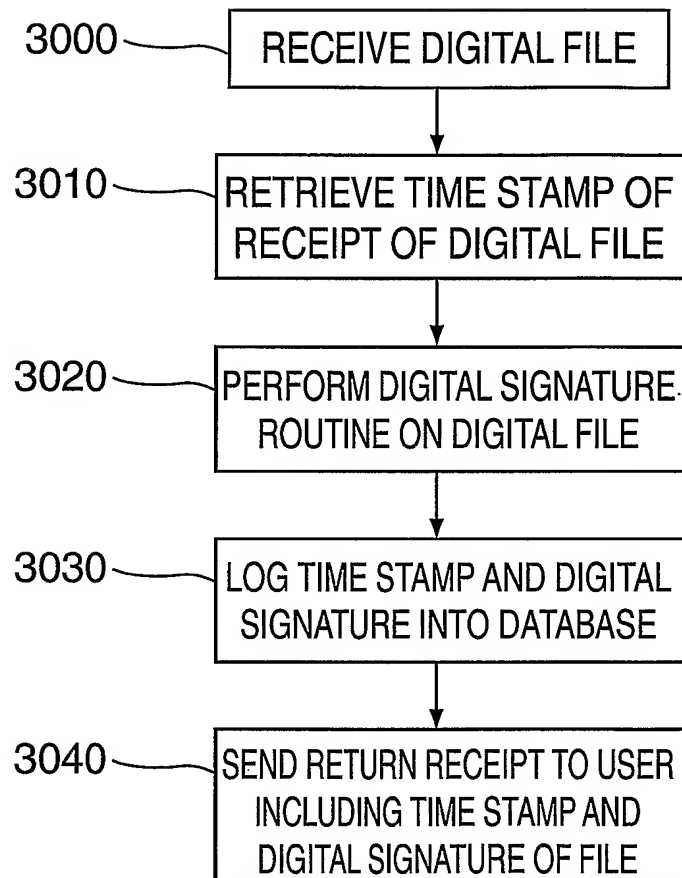 3000
RECEIVE DIGITAL FILE
3010
RETRIEVE TIME STAMP OF
RECEIPT OF DIGITAL FILE
3020
PERFORM DIGITAL SIGNATURE
ROUTINE ON DIGITAL FILE
3030
LOG TIME STAMP AND DIGITAL
SIGNATURE INTO DATABASE
3040
SEND RETURN RECEIPT TO USER
INCLUDING TIME STAMP AND
DIGITAL SIGNATURE OF FILE